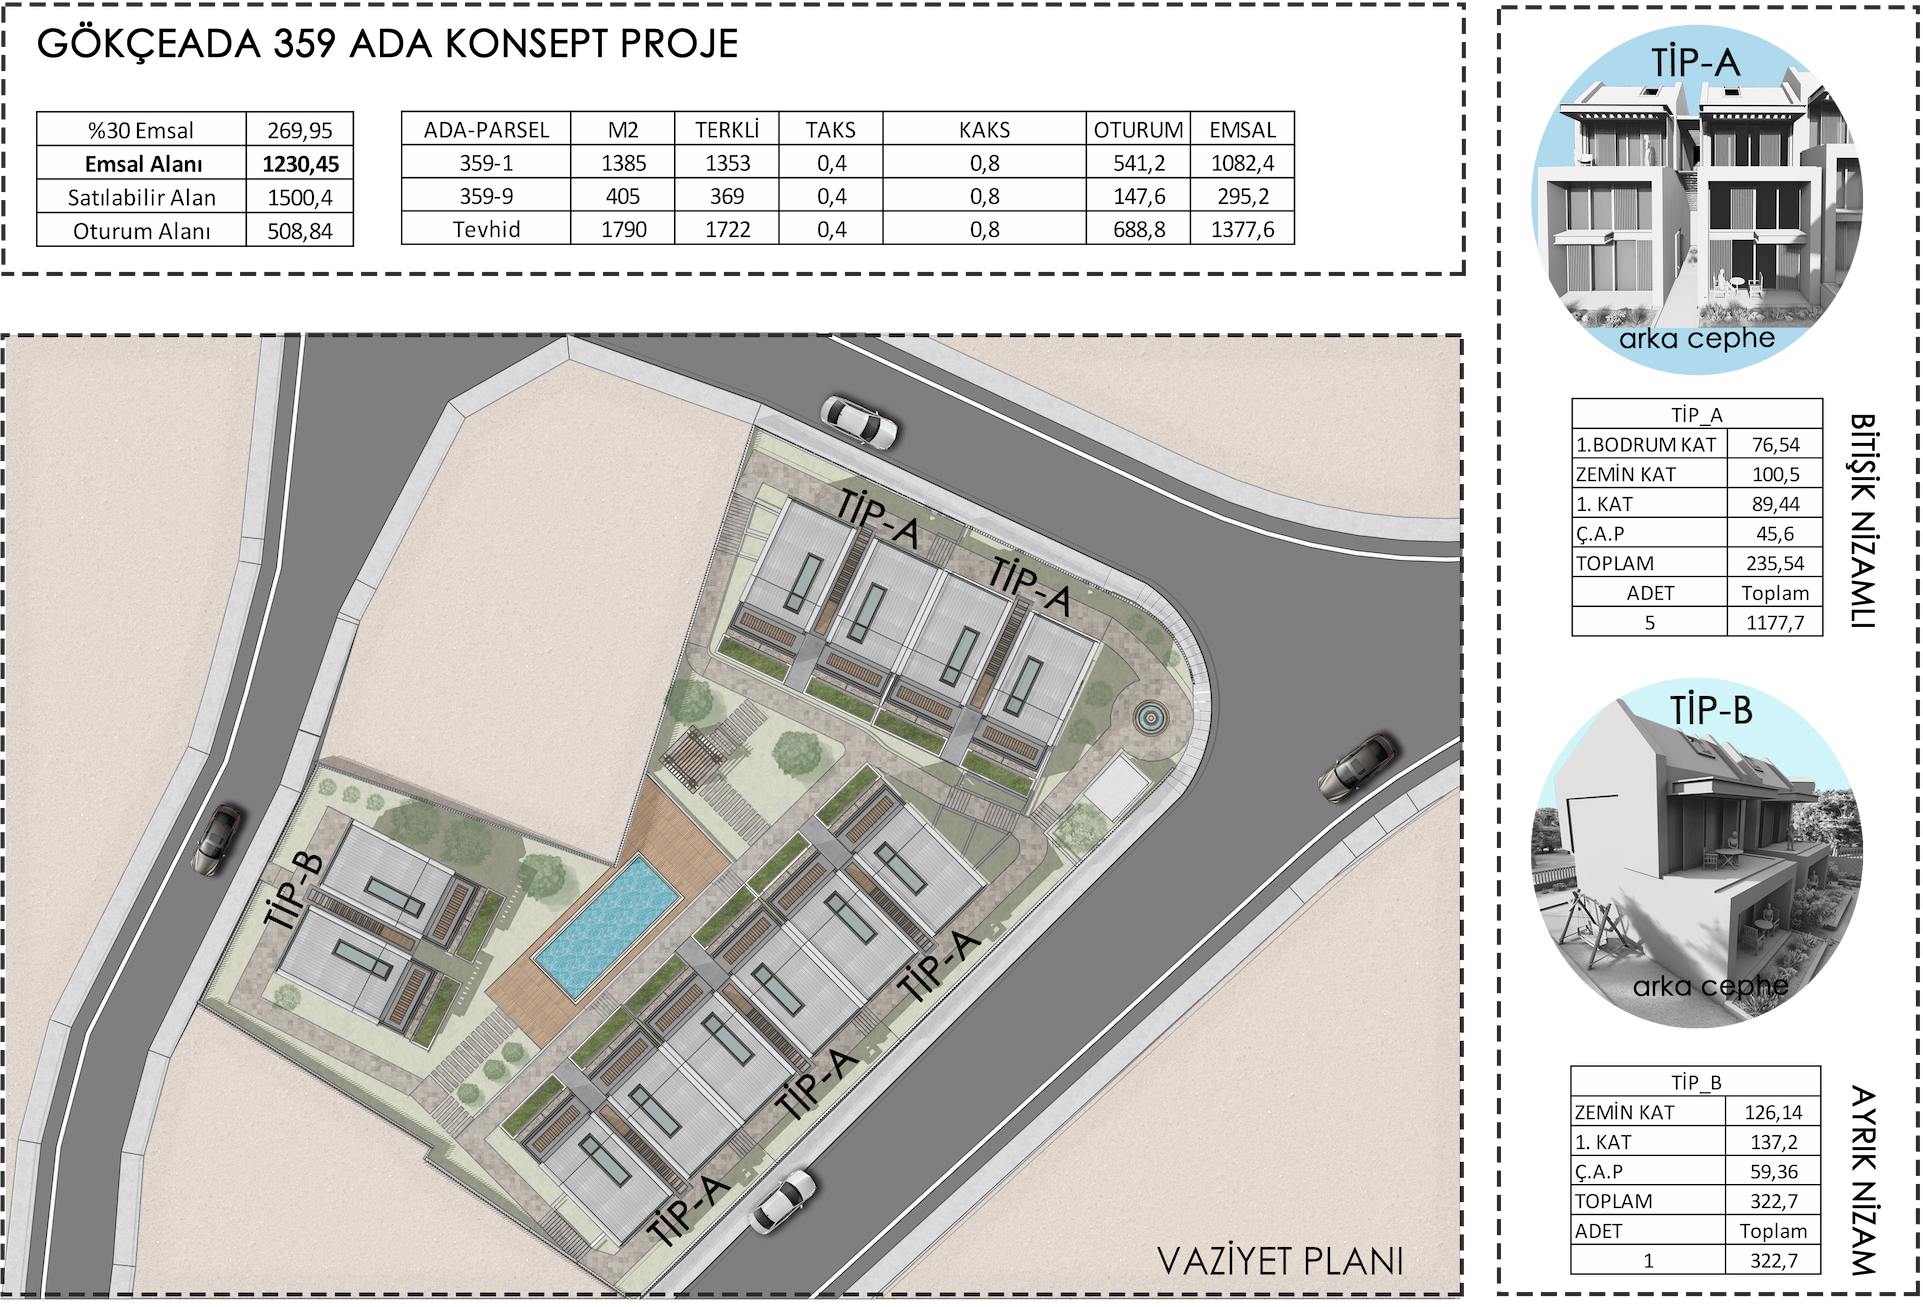 GÖKÇEADA 359 ADA KONSEPT PROJE
%30 Emsal 269,95
Emsal Alanı 1230,45
Satılabilir Alan 1500,4
Oturum Alanı 508,84
ADA-PARSEL M2 TERKLİ TAKS KAKS OTURUM EMSAL
359-1 1385 1353 0,4 0,8 541,2 1082,4
359-9 405 369 0,4 0,8 147,6 295,2
Tevhid 1790 1722 0,4 0,8 688,8 1377,6
TİP-A
TİP-A
TİP-B
TİP-A
TİP-A
TİP-A
VAZİYET PLANI
TİP-A
arka cephe
TİP_A
1.BODRUM KAT 76,54
ZEMİN KAT 100,5
1. KAT 89,44
Ç.A.P 45,6
TOPLAM 235,54
ADET Toplam
5 1177,7
BİTİŞİK NİZAMLI
TİP-B
arka cephe
TİP_B
ZEMİN KAT 126,14
1. KAT 137,2
Ç.A.P 59,36
TOPLAM 322,7
ADET Toplam
1 322,7
AYRIK NİZAM